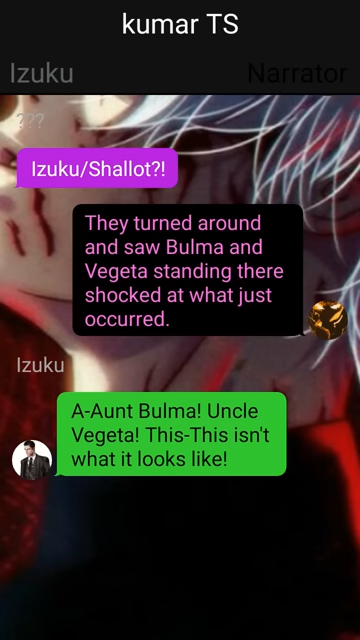 kumar TS
Izuku
Narrator
???
Izuku/Shallot?!
They turned around
and saw Bulma and
Vegeta standing there
shocked at what just
occurred.
Izuku
A-Aunt Bulma! Uncle
Vegeta! This-This isn't
what it looks like!